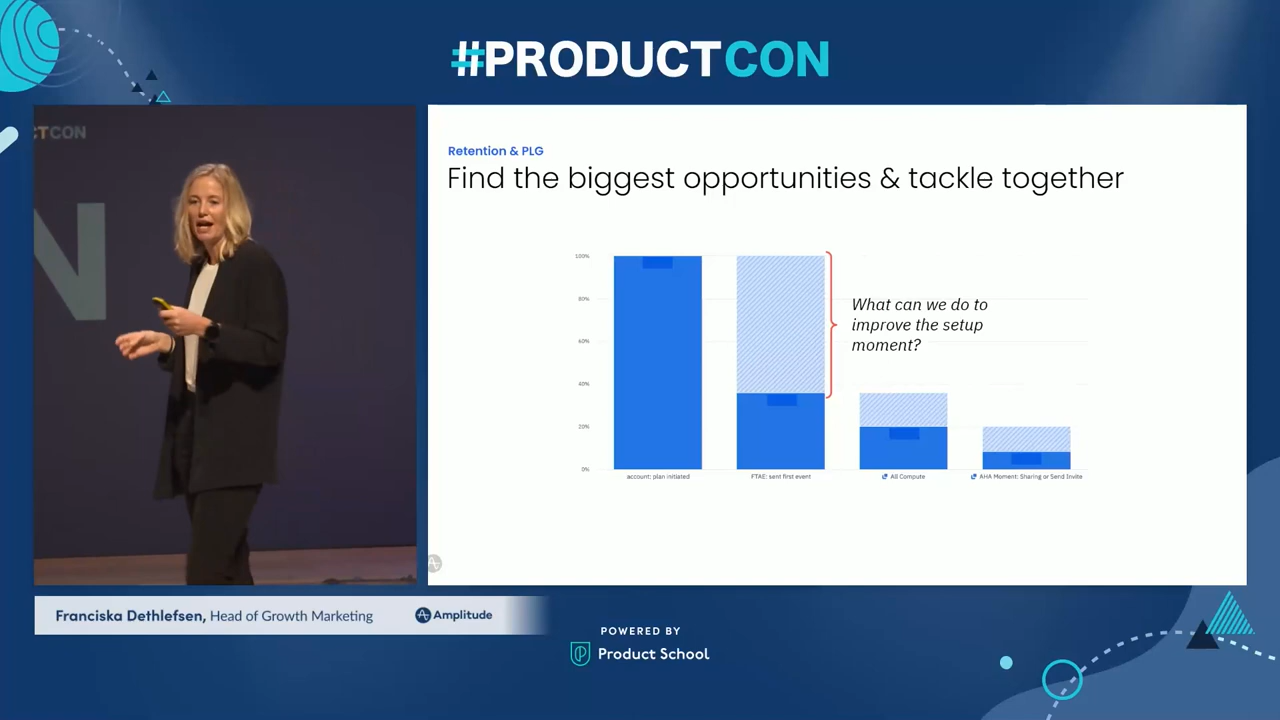 #PRODUCTCON
CTCON
N
Retention & PLG
Find the biggest opportunities & tackle together
100%
80%
60%
40%
20%
0%
What can we do to
improve the setup
moment?
account: plan initiated
FTAE: sent first event
All Compute
AHA Moment: Sharing or Send Invite
Franciska Dethlefsen, Head of Growth Marketing
Amplitude
POWERED BY
Product School